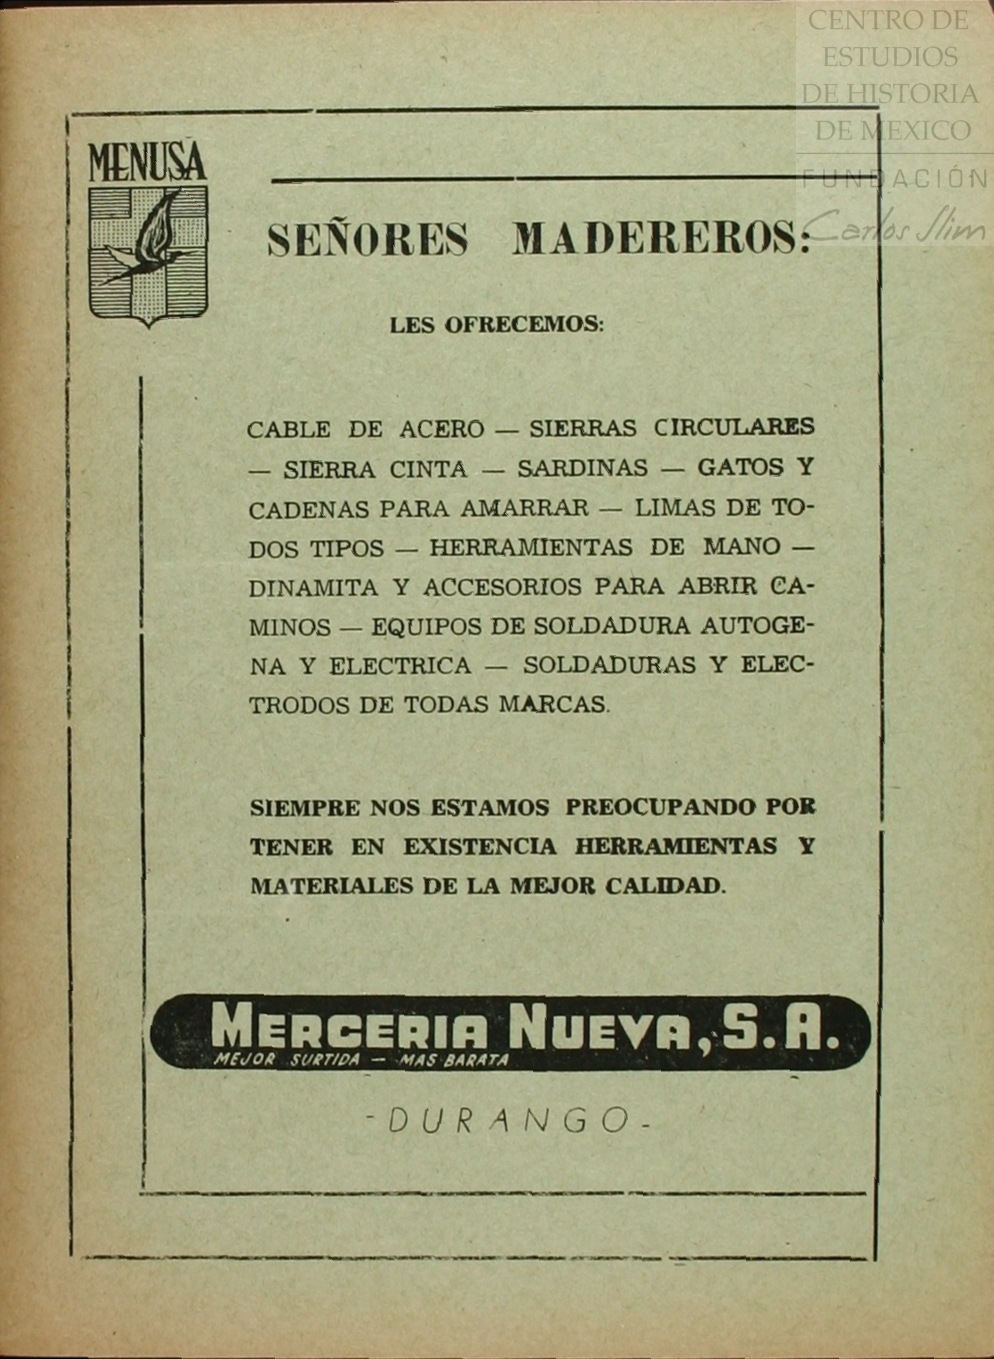 CENTRO DE
ESTUDIOS
DE HISTORIA
DE MEXICO
FUNDACIÓN
Carlos Slim
MENUSA
SEÑORES MADEREROS:
LES OFRECEMOS:
CABLE DE ACERO — SIERRAS CIRCULARES
— SIERRA CINTA — SARDINAS — GATOS Y
CADENAS PARA AMARRAR — LIMAS DE TO-
DOS TIPOS — HERRAMIENTAS DE MANO —
DINAMITA Y ACCESORIOS PARA ABRIR CA-
MINOS — EQUIPOS DE SOLDADURA AUTOGE-
NA Y ELECTRICA — SOLDADURAS Y ELEC-
TRODOS DE TODAS MARCAS.
SIEMPRE NOS ESTAMOS PREOCUPANDO POR
TENER EN EXISTENCIA HERRAMIENTAS Y
MATERIALES DE LA MEJOR CALIDAD.
MERCERIA NUEVA, S.A.
MEJOR SURTIDA — MAS BARATA
-DURANGO-